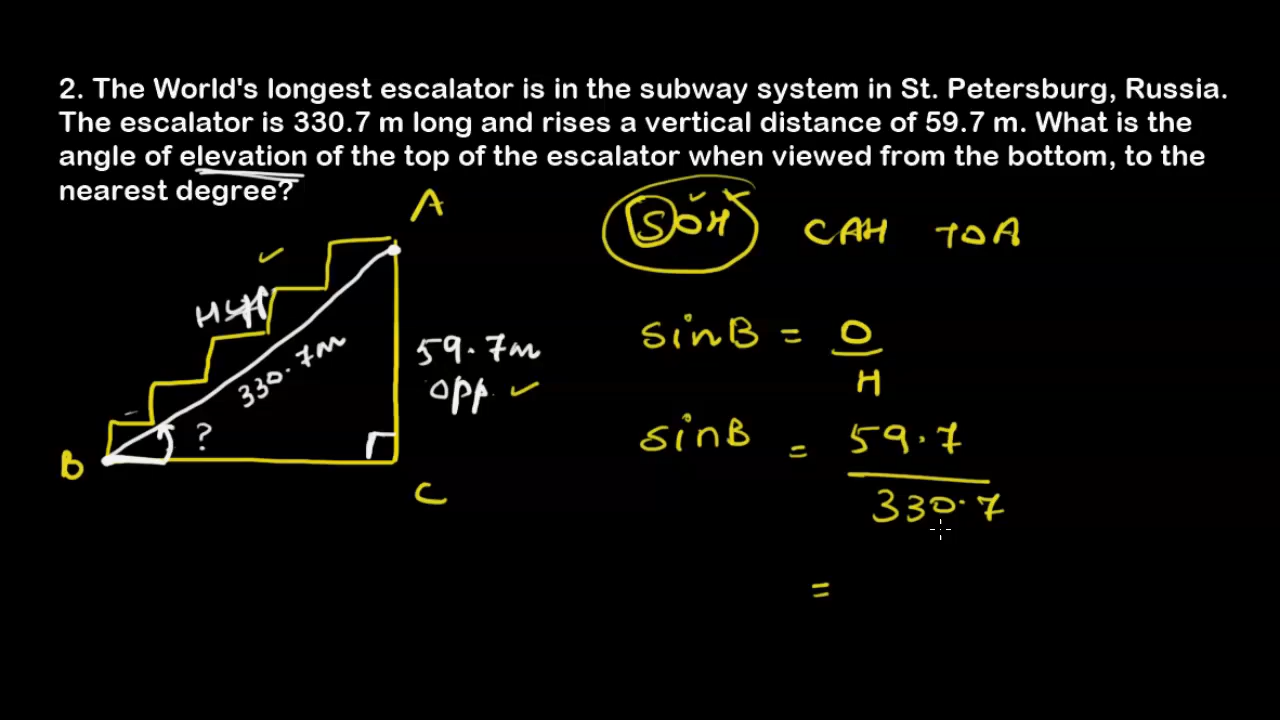 2. The World's longest escalator is in the subway system in St. Petersburg, Russia.
The escalator is 330.7 m long and rises a vertical distance of 59.7 m. What is the
angle of elevation of the top of the escalator when viewed from the bottom, to the
nearest degree?
A
SOH CAH TOA
Hyp
330.7m
59.7m
opp.
?
B
C
sinB = O
H
sinB = 59.7
330.7
=